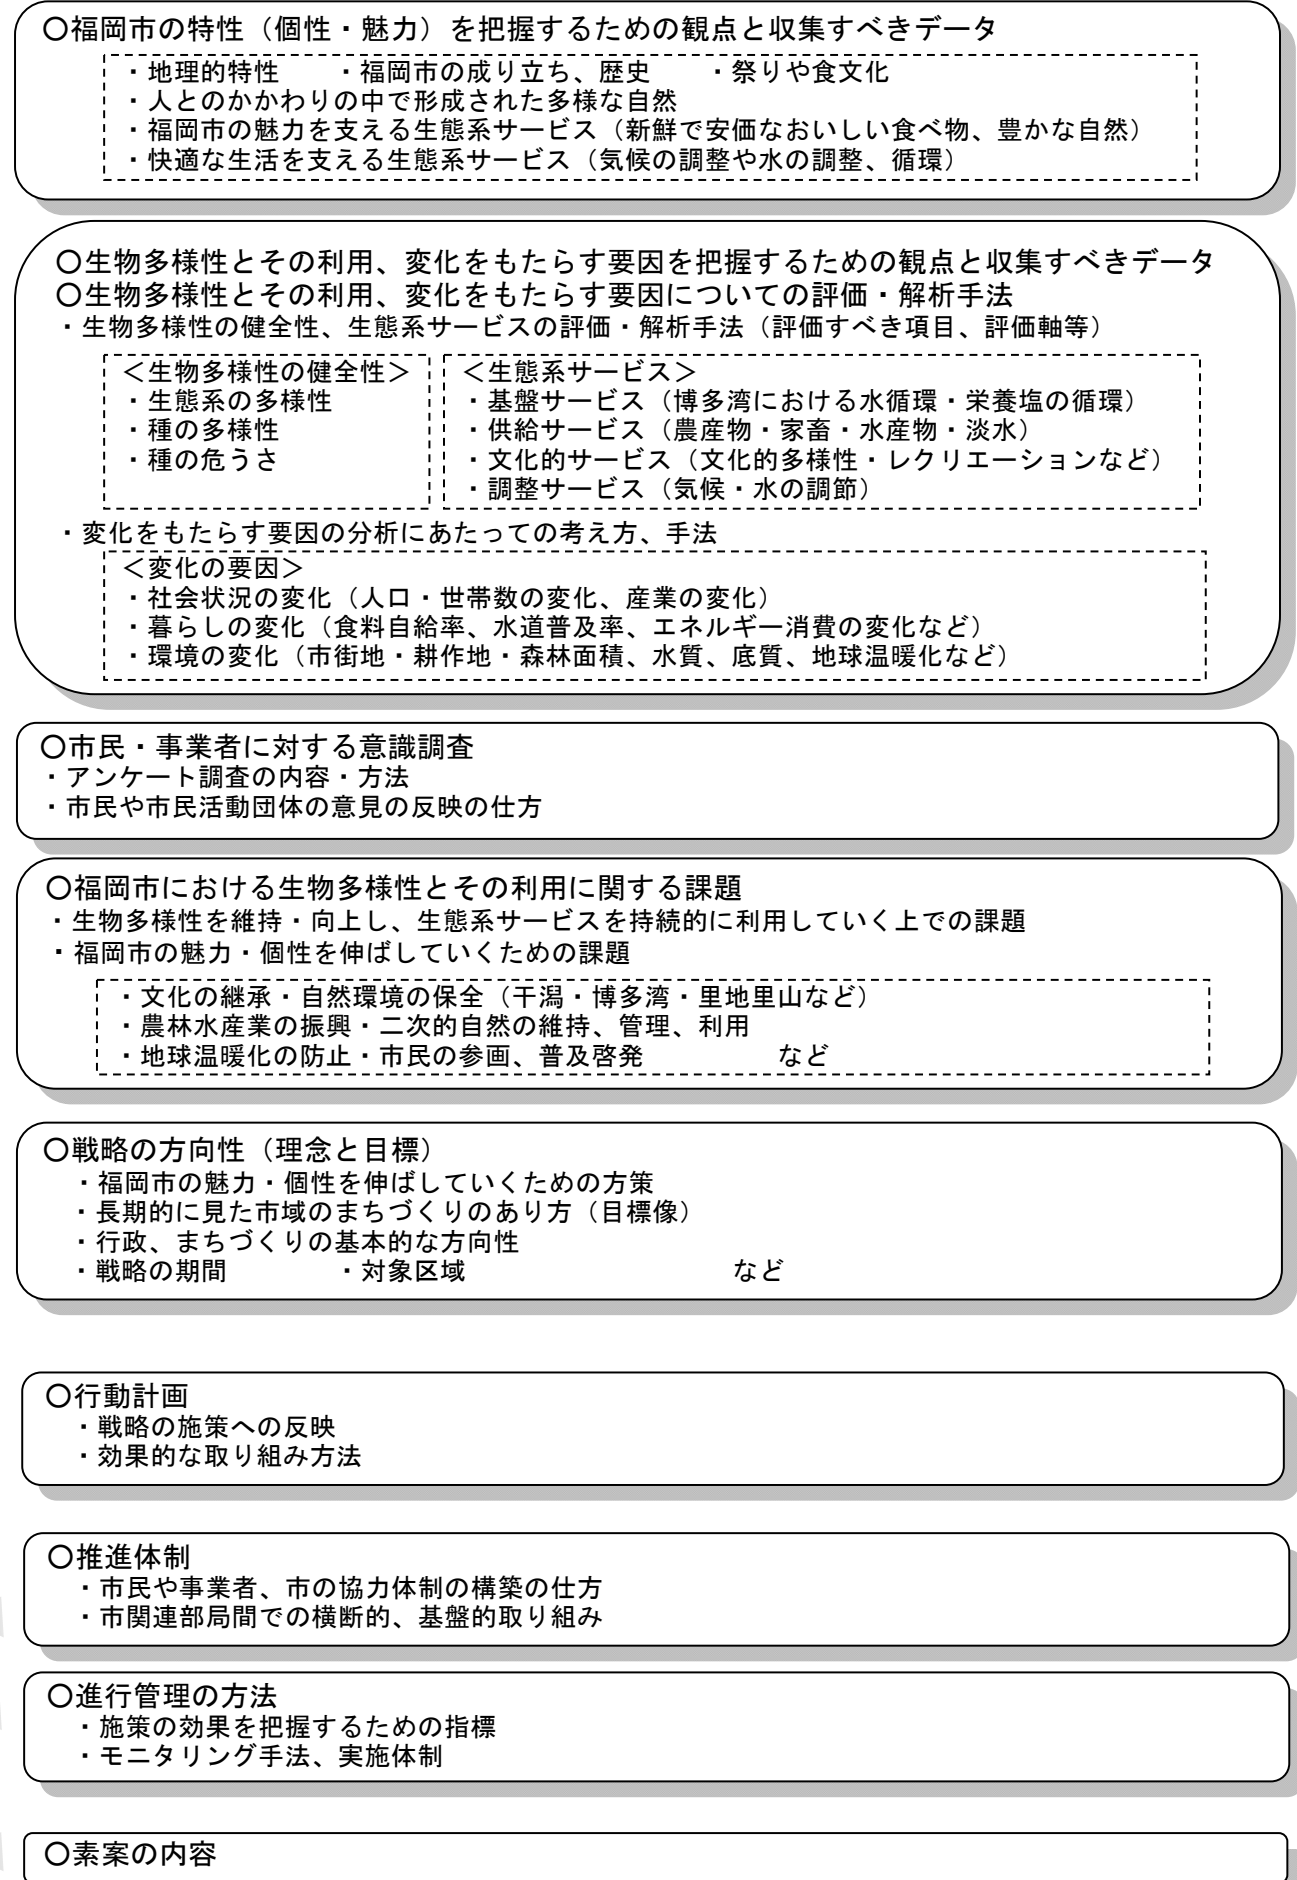 〇福岡市の特性（個性・魅力）を把握するための観点と収集すべきデータ
・地理的特性　　・福岡市の成り立ち、歴史　　・祭りや食文化
・人とのかかわりの中で形成された多様な自然
・福岡市の魅力を支える生態系サービス（新鮮で安価なおいしい食べ物、豊かな自然）
・快適な生活を支える生態系サービス（気候の調整や水の調整、循環）
〇生物多様性とその利用、変化をもたらす要因を把握するための観点と収集すべきデータ
〇生物多様性とその利用、変化をもたらす要因についての評価・解析手法
・生物多様性の健全性、生態系サービスの評価・解析手法（評価すべき項目、評価軸等）
＜生物多様性の健全性＞
・生態系の多様性
・種の多様性
・種の危うさ
＜生態系サービス＞
・基盤サービス（博多湾における水循環・栄養塩の循環）
・供給サービス（農産物・家畜・水産物・淡水）
・文化的サービス（文化的多様性・レクリエーションなど）
・調整サービス（気候・水の調節）
・変化をもたらす要因の分析にあたっての考え方、手法
＜変化の要因＞
・社会状況の変化（人口・世帯数の変化、産業の変化）
・暮らしの変化（食料自給率、水道普及率、エネルギー消費の変化など）
・環境の変化（市街地・耕作地・森林面積、水質、底質、地球温暖化など）
〇市民・事業者に対する意識調査
・アンケート調査の内容・方法
・市民や市民活動団体の意見の反映の仕方
〇福岡市における生物多様性とその利用に関する課題
・生物多様性を維持・向上し、生態系サービスを持続的に利用していく上での課題
・福岡市の魅力・個性を伸ばしていくための課題
・文化の継承・自然環境の保全（干潟・博多湾・里地里山など）
・農林水産業の振興・二次的自然の維持、管理、利用
・地球温暖化の防止・市民の参画、普及啓発　　　　　など
〇戦略の方向性（理念と目標）
・福岡市の魅力・個性を伸ばしていくための方策
・長期的に見た市域のまちづくりのあり方（目標像）
・行政、まちづくりの基本的な方向性
・戦略の期間　　　　・対象区域　　　　　　　　　　など
〇行動計画
・戦略の施策への反映
・効果的な取り組み方法
〇推進体制
・市民や事業者、市の協力体制の構築の仕方
・市関連部局間での横断的、基盤的取り組み
〇進行管理の方法
・施策の効果を把握するための指標
・モニタリング手法、実施体制
〇素案の内容